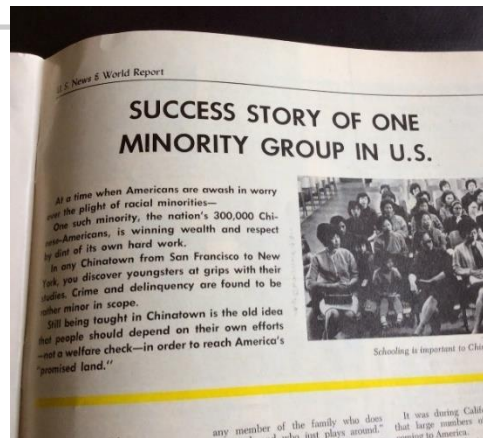 U S News & World Report
SUCCESS STORY OF ONE
MINORITY GROUP IN U.S.
At a time when Americans are awash in worry
over the plight of racial minorities—
One such minority, the nation's 300,000 Chi-
nese-Americans, is winning wealth and respect
by dint of its own hard work.
In any Chinatown from San Francisco to New
York, you discover youngsters at grips with their
studies. Crime and delinquency are found to be
rather minor in scope.
Still being taught in Chinatown is the old idea
that people should depend on their own efforts
—not a welfare check—in order to reach America's
"promised land."
Schooling is important to
any member of the family who does
who just plays around."
It was during
that large numbers
to America.